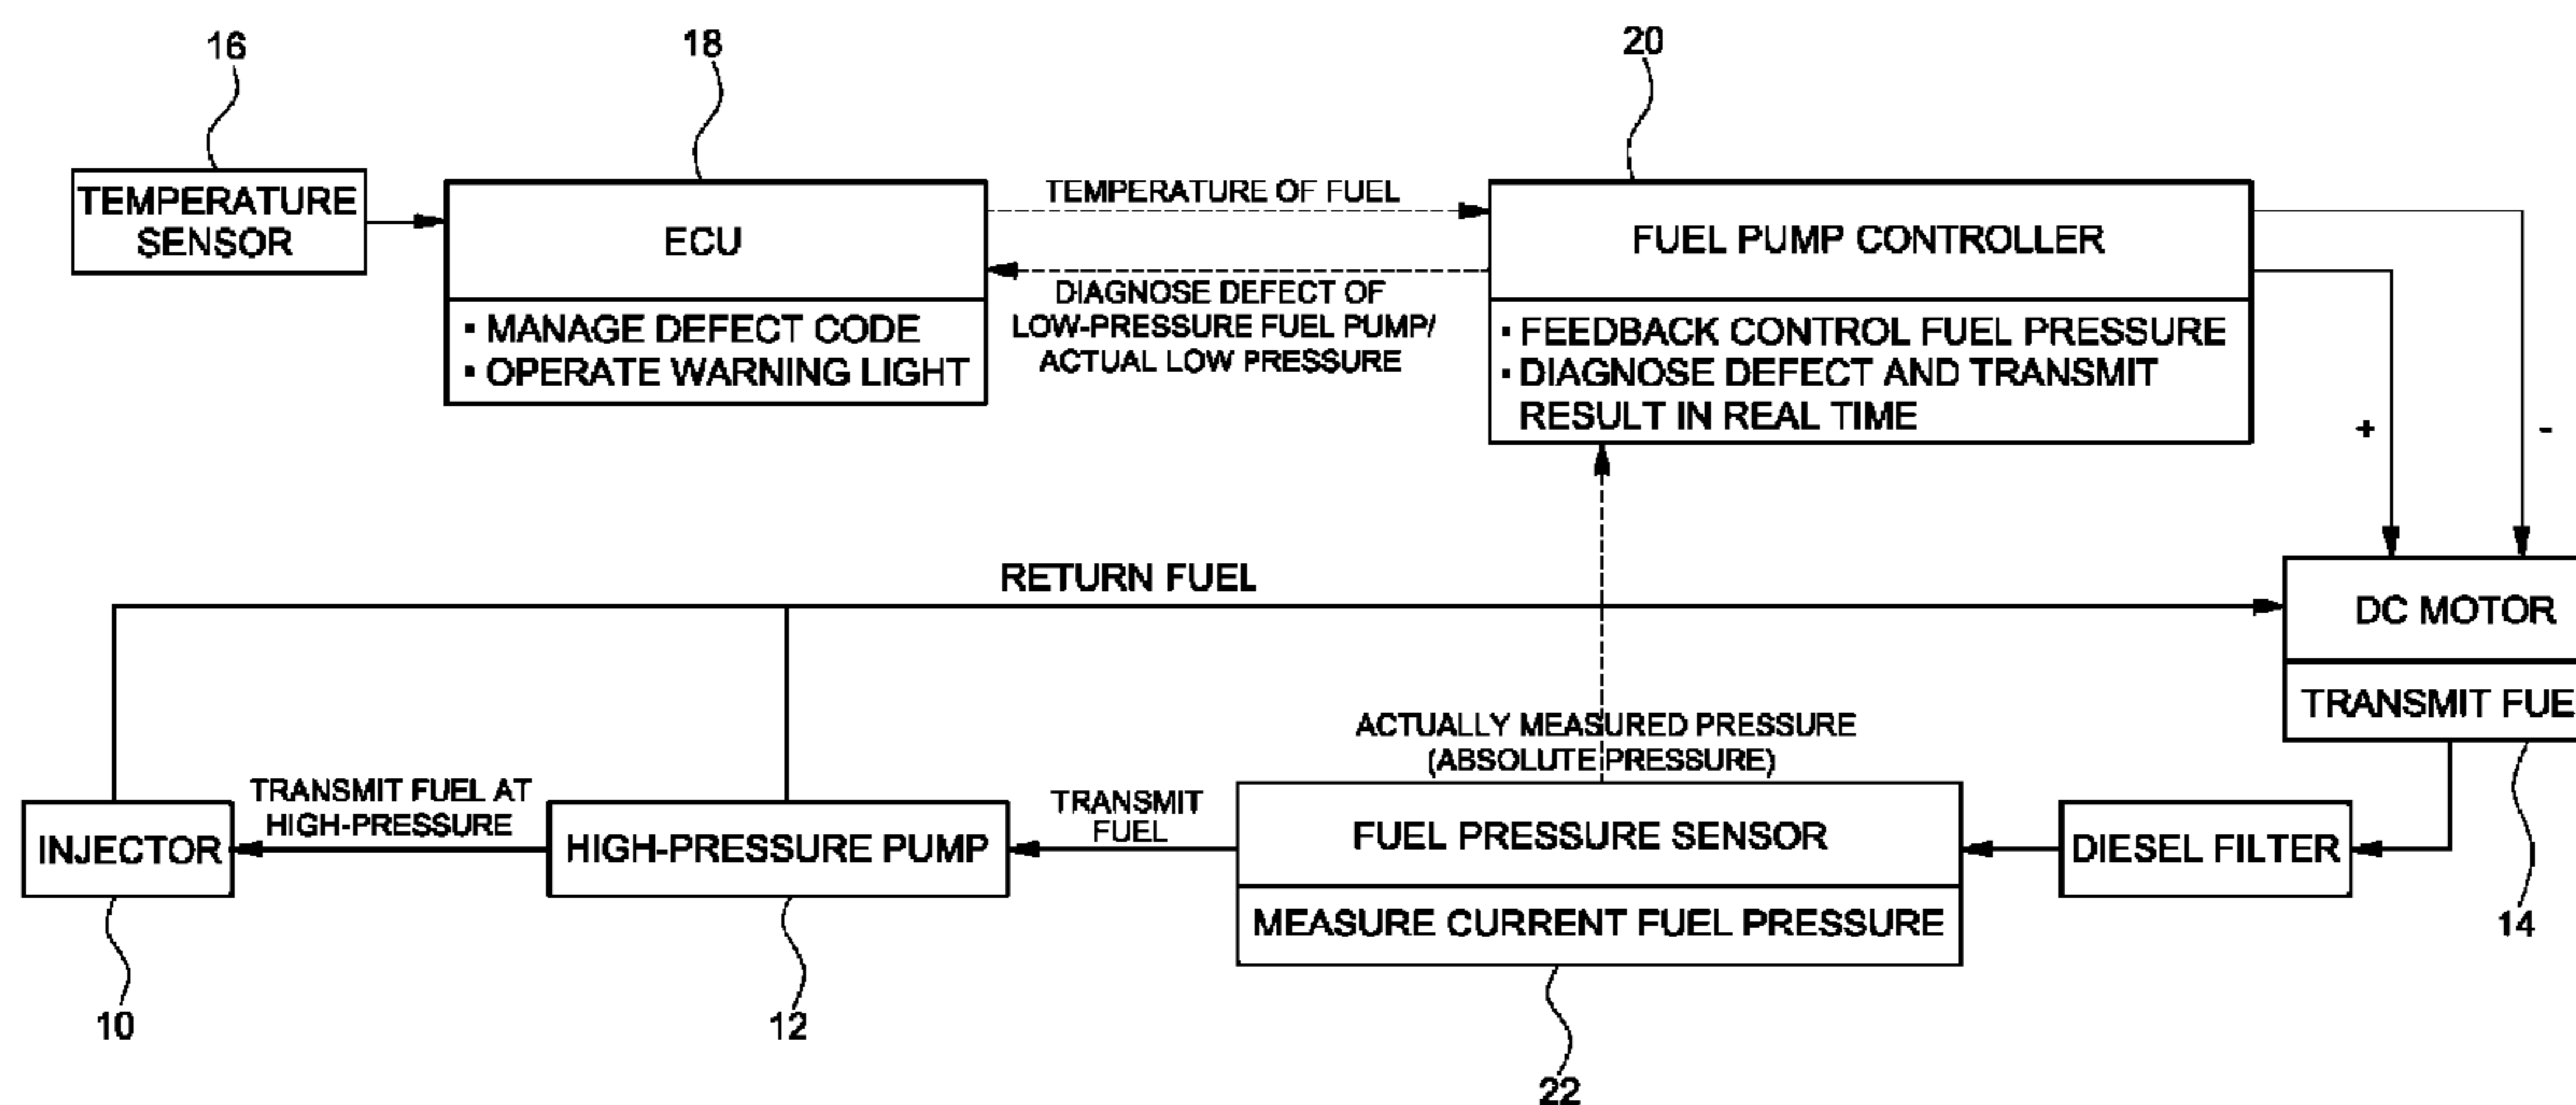 16
18
20
TEMPERATURE
SENSOR
ECU
▪ MANAGE DEFECT CODE
▪ OPERATE WARNING LIGHT
TEMPERATURE OF FUEL
DIAGNOSE DEFECT OF
LOW-PRESSURE FUEL PUMP/
ACTUAL LOW PRESSURE
FUEL PUMP CONTROLLER
▪ FEEDBACK CONTROL FUEL PRESSURE
▪ DIAGNOSE DEFECT AND TRANSMIT
RESULT IN REAL TIME
+
-
RETURN FUEL
DC MOTOR
TRANSMIT FUE
ACTUALLY MEASURED PRESSURE
(ABSOLUTE PRESSURE)
INJECTOR
TRANSMIT FUEL AT
HIGH-PRESSURE
HIGH-PRESSURE PUMP
TRANSMIT
FUEL
FUEL PRESSURE SENSOR
MEASURE CURRENT FUEL PRESSURE
DIESEL FILTER
14
10
12
22